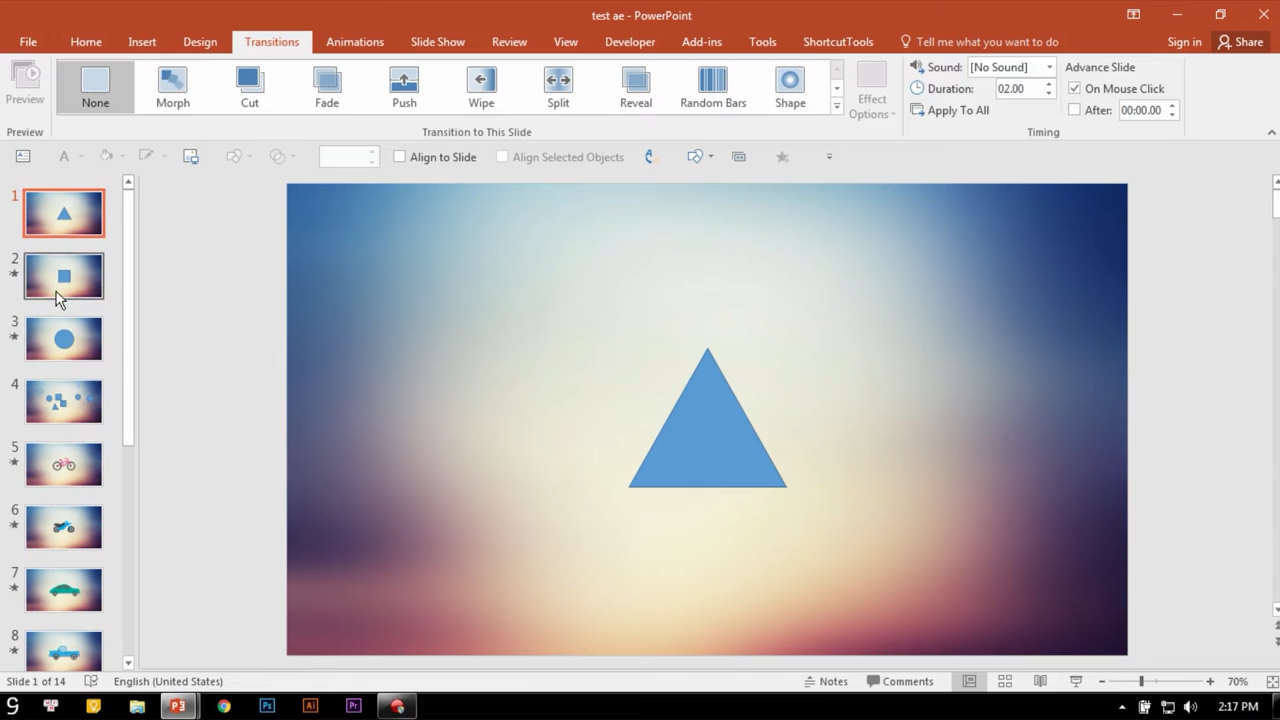 test ae - PowerPoint
File Home Insert Design Transitions Animations Slide Show Review View Developer Add-ins Tools ShortcutTools Tell me what you want to do Sign in Share
Preview
None Morph Cut Fade Push Wipe Split Reveal Random Bars Shape
Effect Options
Sound: [No Sound]
Duration: 02.00
Apply To All
Advance Slide
On Mouse Click
After: 00:00.00
Preview Transition to This Slide Timing
Align to Slide Align Selected Objects
1
2
3
4
5
6
7
8
Slide 1 of 14 English (United States) Notes Comments 70%
Ps Ai Pr 2:17 PM